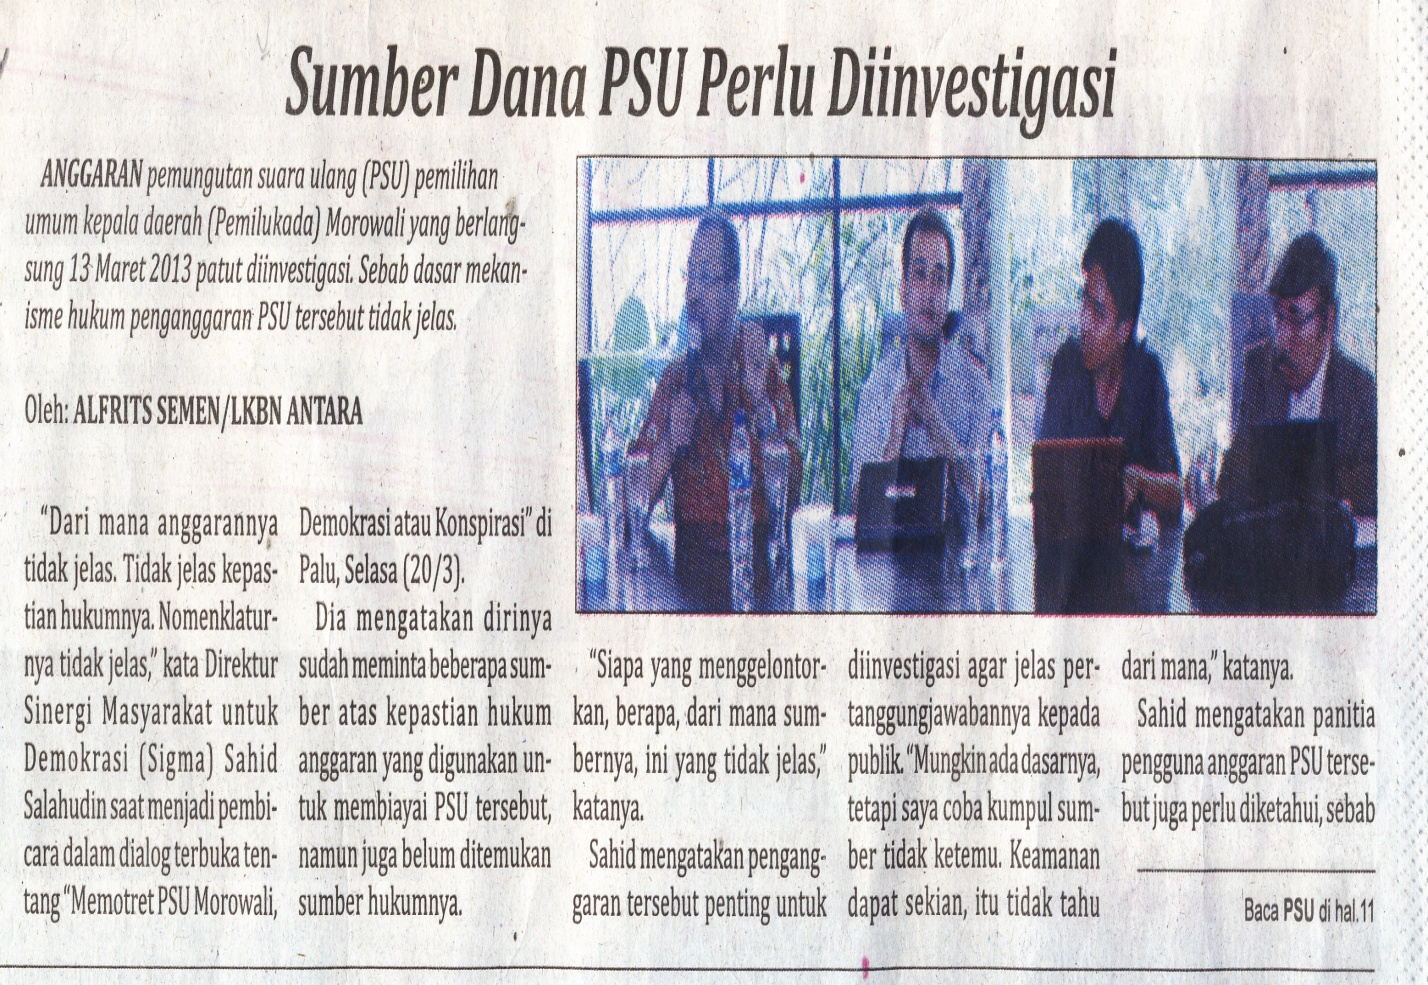 Sumber Dana PSU Perlu Diinvestigasi
ANGGARAN pemungutan suara ulang (PSU) pemilihan
umum kepala daerah (Pemilukada) Morowali yang berlang-
sung 13 Maret 2013 patut diinvestigasi. Sebab dasar mekan-
isme hukum penganggaran PSU tersebut tidak jelas.
Oleh: ALFRITS SEMEN/LKBN ANTARA
“Dari mana anggarannya
tidak jelas. Tidak jelas kepas-
tian hukumnya. Nomenklatur-
nya tidak jelas,” kata Direktur
Sinergi Masyarakat untuk
Demokrasi (Sigma) Sahid
Salahudin saat menjadi pembi-
cara dalam dialog terbuka ten-
tang “Memotret PSU Morowali,
Demokrasi atau Konspirasi” di
Palu, Selasa (20/3).
Dia mengatakan dirinya
sudah meminta beberapa sum-
ber atas kepastian hukum
anggaran yang digunakan un-
tuk membiayai PSU tersebut,
namun juga belum ditemukan
sumber hukumnya.
“Siapa yang menggelontor-
kan, berapa, dari mana sum-
bernya, ini yang tidak jelas,”
katanya.
Sahid mengatakan pengang-
garan tersebut penting untuk
diinvestigasi agar jelas per-
tanggungjawabannya kepada
publik. “Mungkin ada dasarnya,
tetapi saya coba kumpul sum-
ber tidak ketemu. Keamanan
dapat sekian, itu tidak tahu
dari mana,” katanya.
Sahid mengatakan panitia
pengguna anggaran PSU terse-
but juga perlu diketahui, sebab
Baca PSU di hal.11